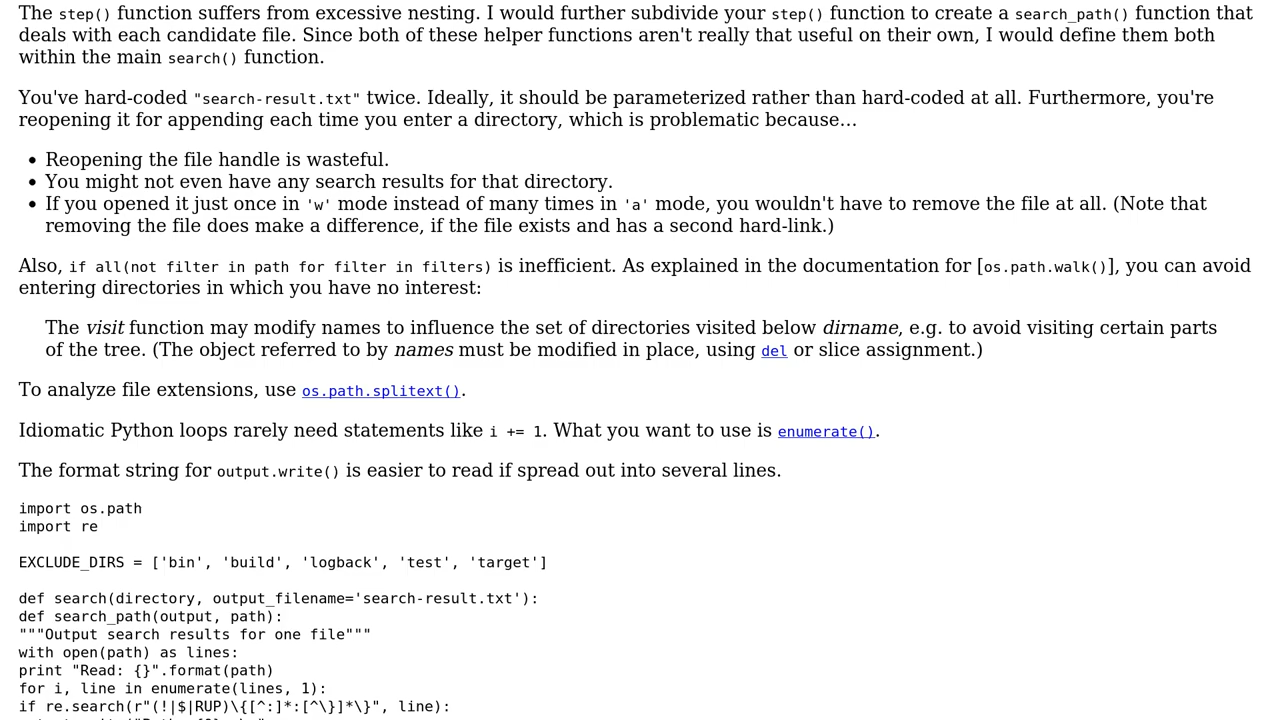 The step() function suffers from excessive nesting. I would further subdivide your step() function to create a search_path() function that
deals with each candidate file. Since both of these helper functions aren't really that useful on their own, I would define them both
within the main search() function.
You've hard-coded "search-result.txt" twice. Ideally, it should be parameterized rather than hard-coded at all. Furthermore, you're
reopening it for appending each time you enter a directory, which is problematic because…
• Reopening the file handle is wasteful.
• You might not even have any search results for that directory.
• If you opened it just once in 'w' mode instead of many times in 'a' mode, you wouldn't have to remove the file at all. (Note that
removing the file does make a difference, if the file exists and has a second hard-link.)
Also, if all(not filter in path for filter in filters) is inefficient. As explained in the documentation for [os.path.walk()], you can avoid
entering directories in which you have no interest:
The visit function may modify names to influence the set of directories visited below dirname, e.g. to avoid visiting certain parts
of the tree. (The object referred to by names must be modified in place, using del or slice assignment.)
To analyze file extensions, use os.path.splitext().
Idiomatic Python loops rarely need statements like i += 1. What you want to use is enumerate().
The format string for output.write() is easier to read if spread out into several lines.
import os.path
import re
EXCLUDE_DIRS = ['bin', 'build', 'logback', 'test', 'target']
def search(directory, output_filename='search-result.txt'):
def search_path(output, path):
"""Output search results for one file"""
with open(path) as lines:
print "Read: {}".format(path)
for i, line in enumerate(lines, 1):
if re.search(r"(!|$|RUP)\{[^:]*:[^\}]*\}", line):